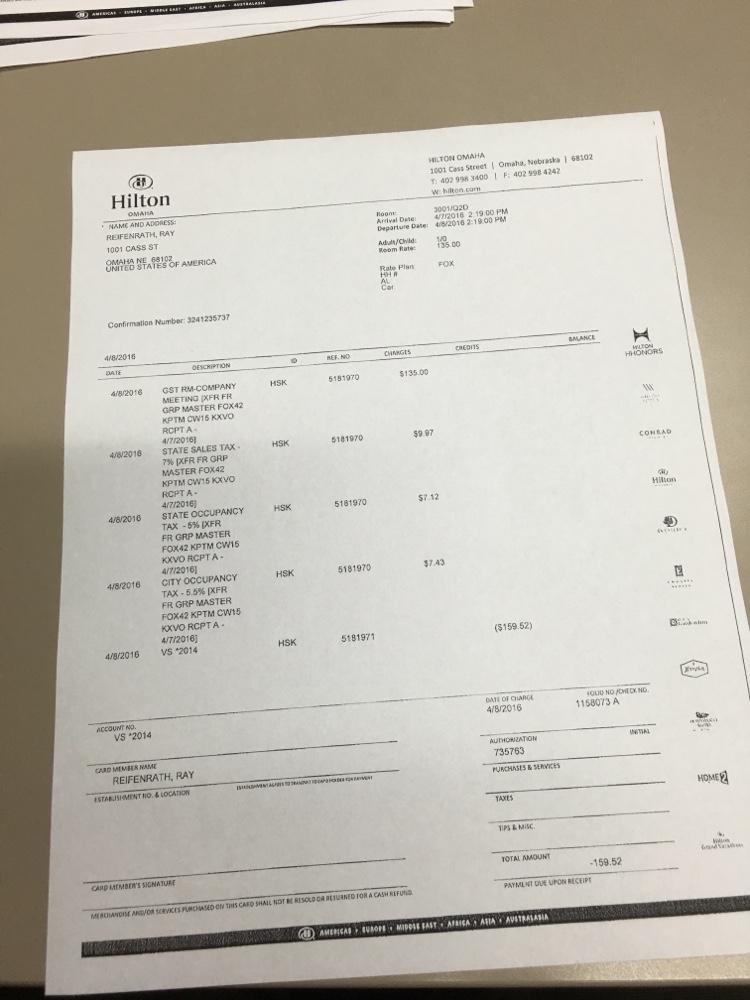 AMERICAS · EUROPE · MIDDLE EAST · AFRICA · ASIA · AUSTRALASIA
Hilton
OMAHA
HILTON OMAHA
1001 Cass Street | Omaha, Nebraska | 68102
T: 402 998 3400 | F: 402 998 4242
W: hilton.com
NAME AND ADDRESS:
REIFENRATH, RAY
1001 CASS ST
OMAHA NE 68102
UNITED STATES OF AMERICA
Room: 3001/Q2D
Arrival Date: 4/7/2016 2:19:00 PM
Departure Date: 4/8/2016 2:19:00 PM
Adult/Child: 1/0
Room Rate: 135.00
Rate Plan: FOX
HH #
AL:
Car:
Confirmation Number: 3241235737
4/8/2016
DATE DESCRIPTION ID REF. NO CHARGES CREDITS BALANCE
4/8/2016 GST RM-COMPANY HSK 5181970 $135.00
MEETING [XFR FR
GRP MASTER FOX42
KPTM CW15 KXVO
RCPT A -
4/7/2016]
4/8/2016 STATE SALES TAX - HSK 5181970 $9.97
7% [XFR FR GRP
MASTER FOX42
KPTM CW15 KXVO
RCPT A -
4/7/2016]
4/8/2016 STATE OCCUPANCY HSK 5181970 $7.12
TAX - 5% [XFR
FR GRP MASTER
FOX42 KPTM CW15
KXVO RCPT A -
4/7/2016]
4/8/2016 CITY OCCUPANCY HSK 5181970 $7.43
TAX - 5.5% [XFR
FR GRP MASTER
FOX42 KPTM CW15
KXVO RCPT A -
4/7/2016]
4/8/2016 VS *2014 HSK 5181971 ($159.52)
HILTON
HHONORS
CONRAD
Hilton
HOME2
Hilton
Grand Vacations
ACCOUNT NO.
VS *2014
DATE OF CHARGE FOLIO NO./CHECK NO.
4/8/2016 1158073 A
CARD MEMBER NAME
REIFENRATH, RAY
AUTHORIZATION INITIAL
735763
ESTABLISHMENT NO. & LOCATION ESTABLISHMENT AGREES TO TRANSMIT TO CARD HOLDER FOR PAYMENT
PURCHASES & SERVICES
TAXES
TIPS & MISC.
CARD MEMBER'S SIGNATURE
TOTAL AMOUNT -159.52
MERCHANDISE AND/OR SERVICES PURCHASED ON THIS CARD SHALL NOT BE RESOLD OR RETURNED FOR A CASH REFUND.
PAYMENT DUE UPON RECEIPT
AMERICAS · EUROPE · MIDDLE EAST · AFRICA · ASIA · AUSTRALASIA